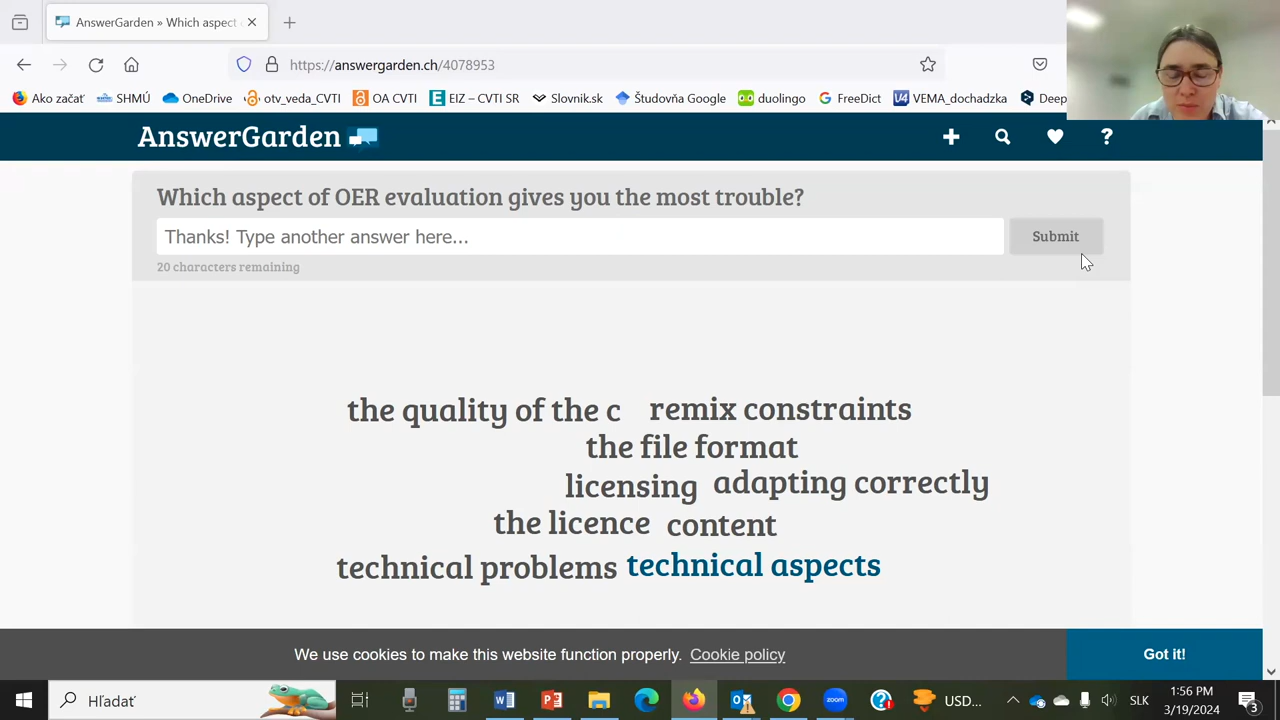 AnswerGarden » Which aspect
https://answergarden.ch/4078953
Ako začať SHMÚ OneDrive otv_veda_CVTI OA CVTI EIZ – CVTI SR Slovnik.sk Študovňa Google duolingo FreeDict VEMA_dochadzka Deep
AnswerGarden
Which aspect of OER evaluation gives you the most trouble?
Thanks! Type another answer here... Submit
20 characters remaining
the quality of the c remix constraints
the file format
licensing adapting correctly
the licence content
technical problems technical aspects
We use cookies to make this website function properly. Cookie policy Got it!
Hľadať USD... SLK 1:56 PM
3/19/2024 3